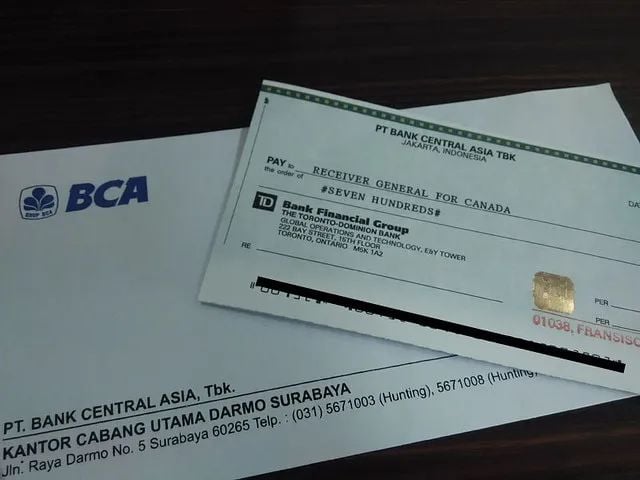 PT BANK CENTRAL ASIA TBK
JAKARTA, INDONESIA
PAY to
the order of
RECEIVER GENERAL FOR CANADA
#SEVEN HUNDREDS#
TD Bank Financial Group
THE TORONTO-DOMINION BANK
GLOBAL OPERATIONS AND TECHNOLOGY, E&Y TOWER
222 BAY STREET, 15TH FLOOR
TORONTO, ONTARIO M5K 1A2
RE
PER
PER
01038, FRANSISC
BCA
GRUP BCA
PT. BANK CENTRAL ASIA, Tbk.
KANTOR CABANG UTAMA DARMO SURABAYA
Jln. Raya Darmo No. 5 Surabaya 60265 Telp. : (031) 5671003 (Hunting), 5671008 (Hunting)